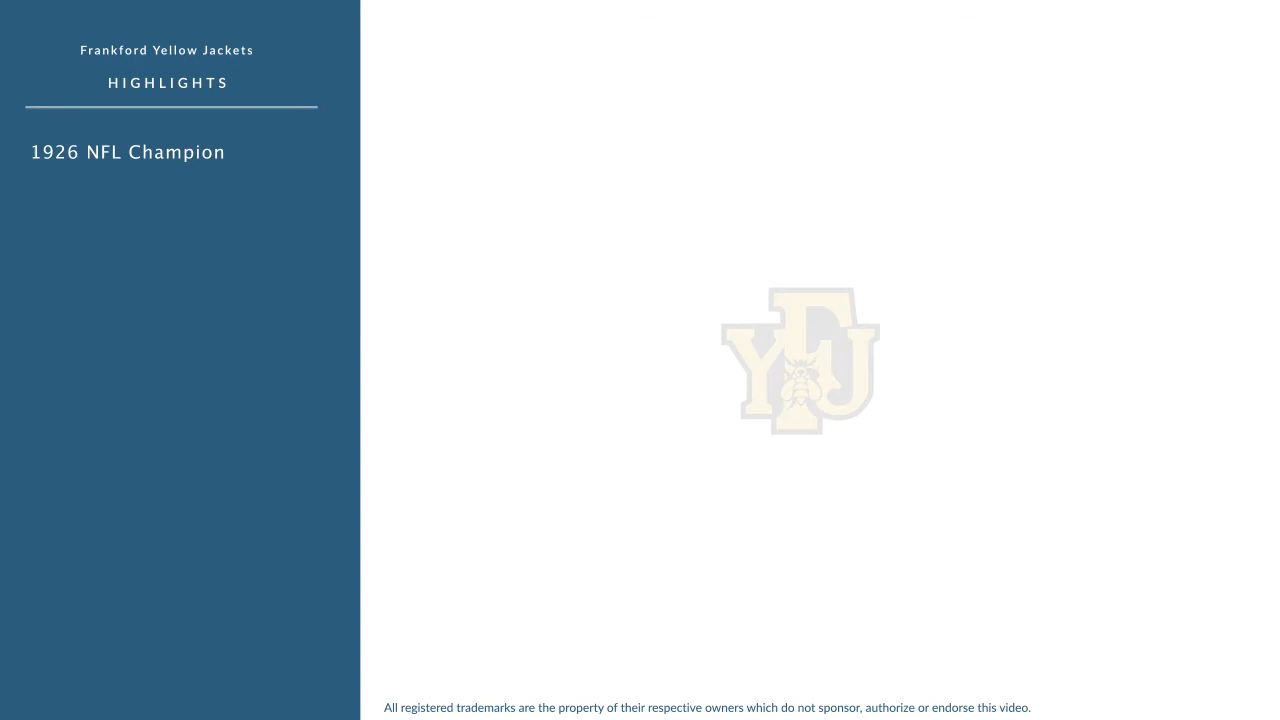 Frankford Yellow Jackets
HIGHLIGHTS
1926 NFL Champion
FYJ
All registered trademarks are the property of their respective owners which do not sponsor, authorize or endorse this video.